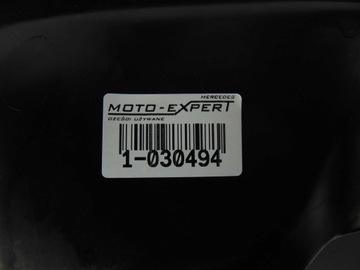 MERCEDES
MOTO-EXPERT
CZĘŚCI UŻYWANE
1-030494